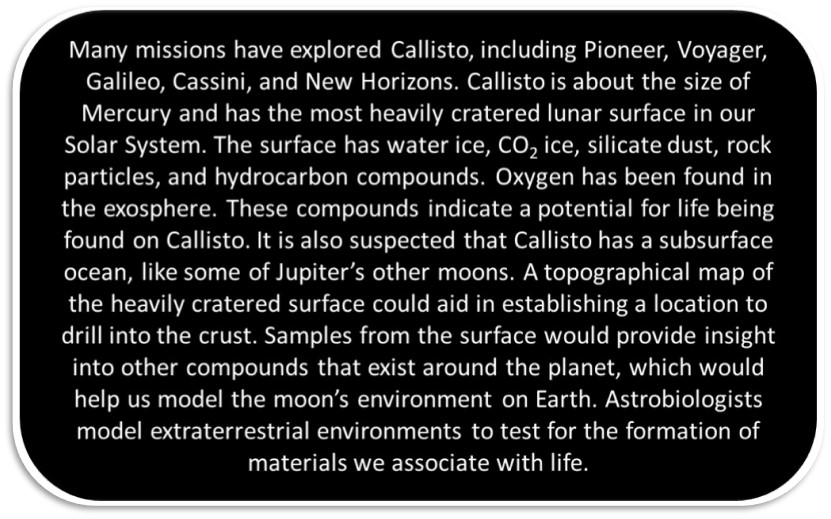 Many missions have explored Callisto, including Pioneer, Voyager,
Galileo, Cassini, and New Horizons. Callisto is about the size of
Mercury and has the most heavily cratered lunar surface in our
Solar System. The surface has water ice, CO₂ ice, silicate dust, rock
particles, and hydrocarbon compounds. Oxygen has been found in
the exosphere. These compounds indicate a potential for life being
found on Callisto. It is also suspected that Callisto has a subsurface
ocean, like some of Jupiter’s other moons. A topographical map of
the heavily cratered surface could aid in establishing a location to
drill into the crust. Samples from the surface would provide insight
into other compounds that exist around the planet, which would
help us model the moon’s environment on Earth. Astrobiologists
model extraterrestrial environments to test for the formation of
materials we associate with life.